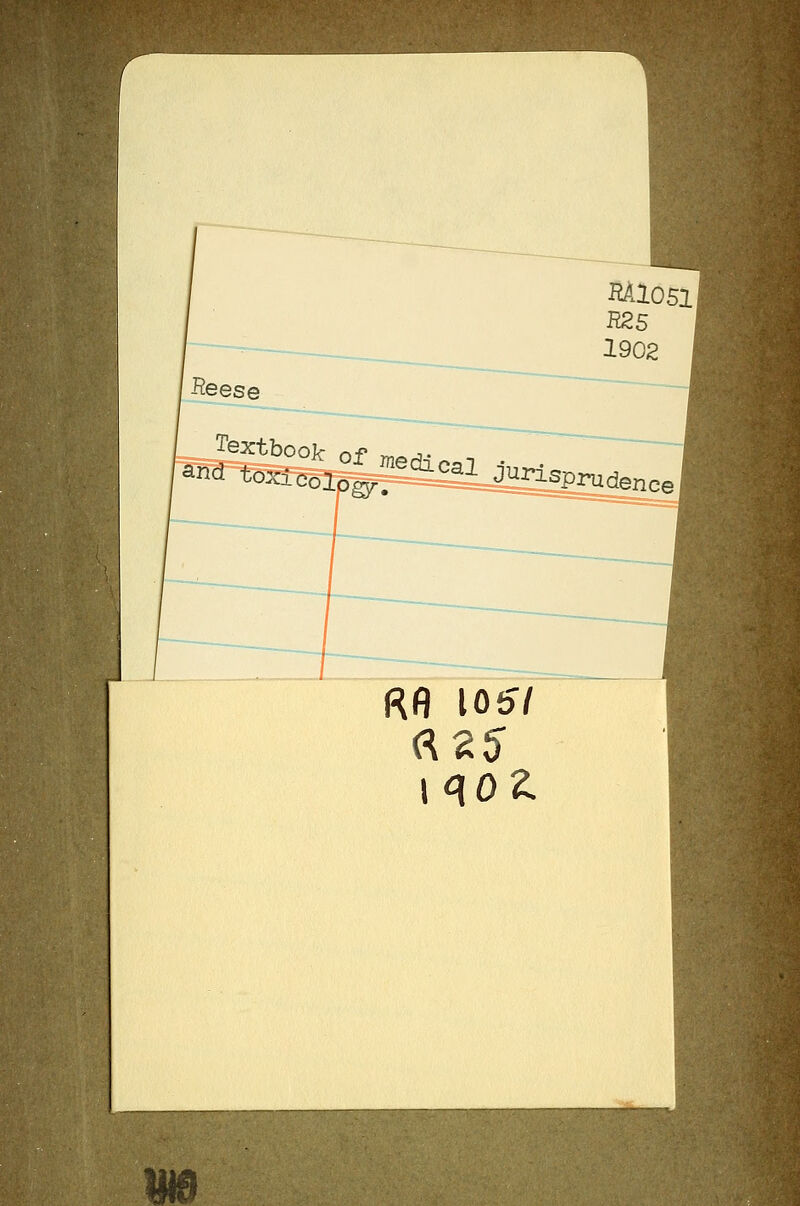 RA1051
R25
1902
Reese
Textbook of medical jurisprudence
and toxicology.
RA 1051
R25
1902